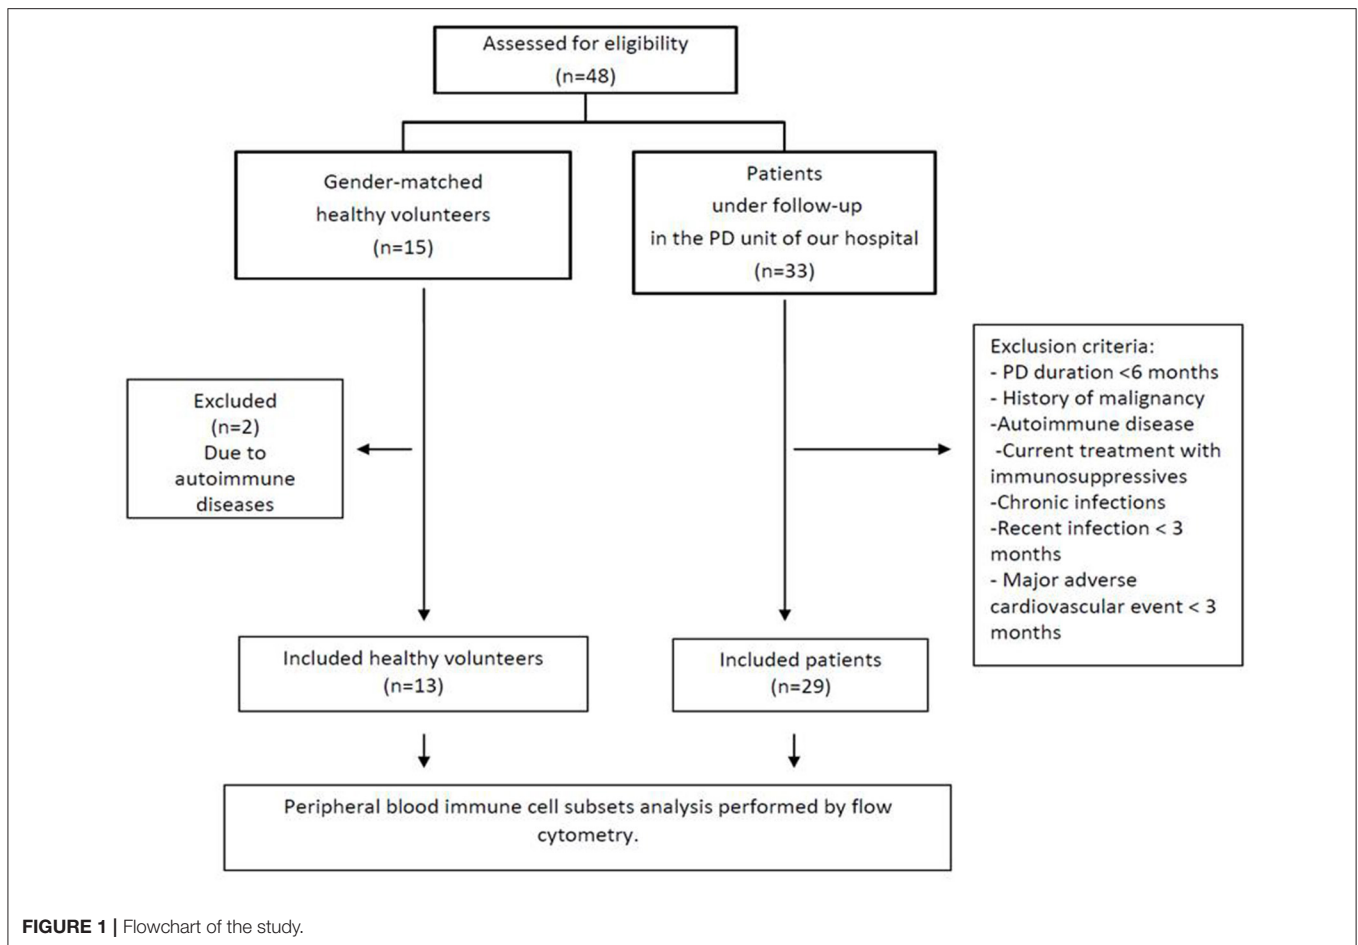 Assessed for eligibility
(n=48)
Gender-matched
healthy volunteers
(n=15)
Patients
under follow-up
in the PD unit of our hospital
(n=33)
Excluded
(n=2)
Due to
autoimmune
diseases
Exclusion criteria:
- PD duration <6 months
- History of malignancy
-Autoimmune disease
-Current treatment with
immunosuppressives
-Chronic infections
-Recent infection < 3
months
- Major adverse
cardiovascular event < 3
months
Included healthy volunteers
(n=13)
Included patients
(n=29)
Peripheral blood immune cell subsets analysis performed by flow
cytometry.
FIGURE 1 | Flowchart of the study.